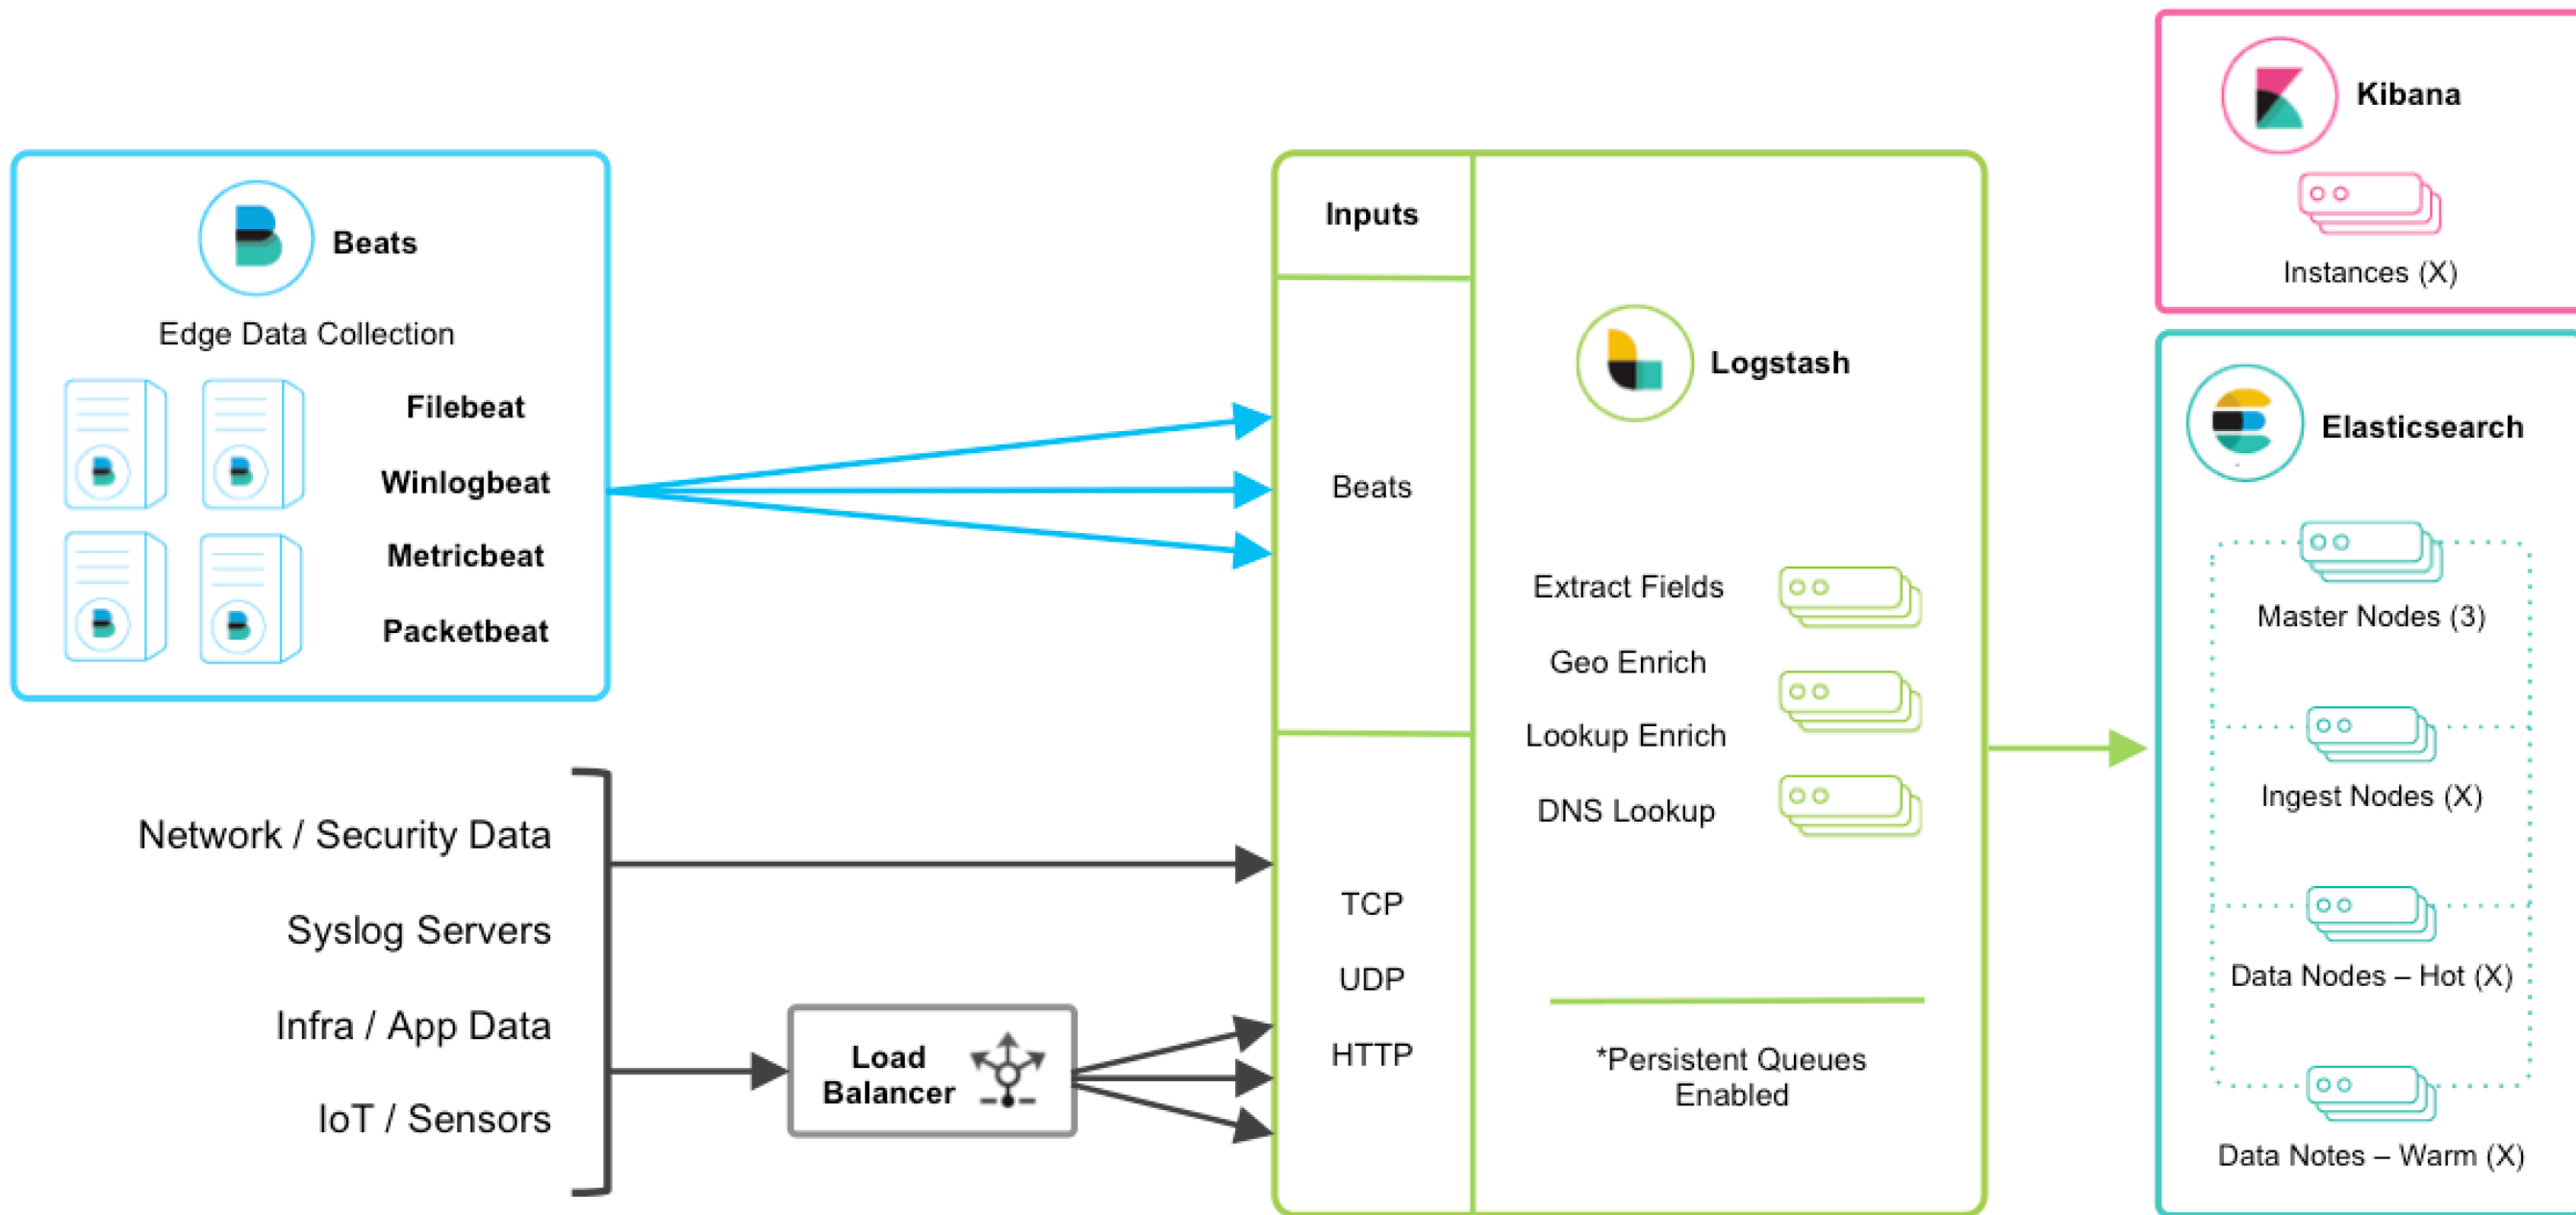 Beats
Edge Data Collection
Filebeat
Winlogbeat
Metricbeat
Packetbeat
Network / Security Data
Syslog Servers
Infra / App Data
IoT / Sensors
Load
Balancer
Inputs
Beats
TCP
UDP
HTTP
Logstash
Extract Fields
Geo Enrich
Lookup Enrich
DNS Lookup
*Persistent Queues
Enabled
Kibana
Instances (X)
Elasticsearch
Master Nodes (3)
Ingest Nodes (X)
Data Nodes – Hot (X)
Data Notes – Warm (X)